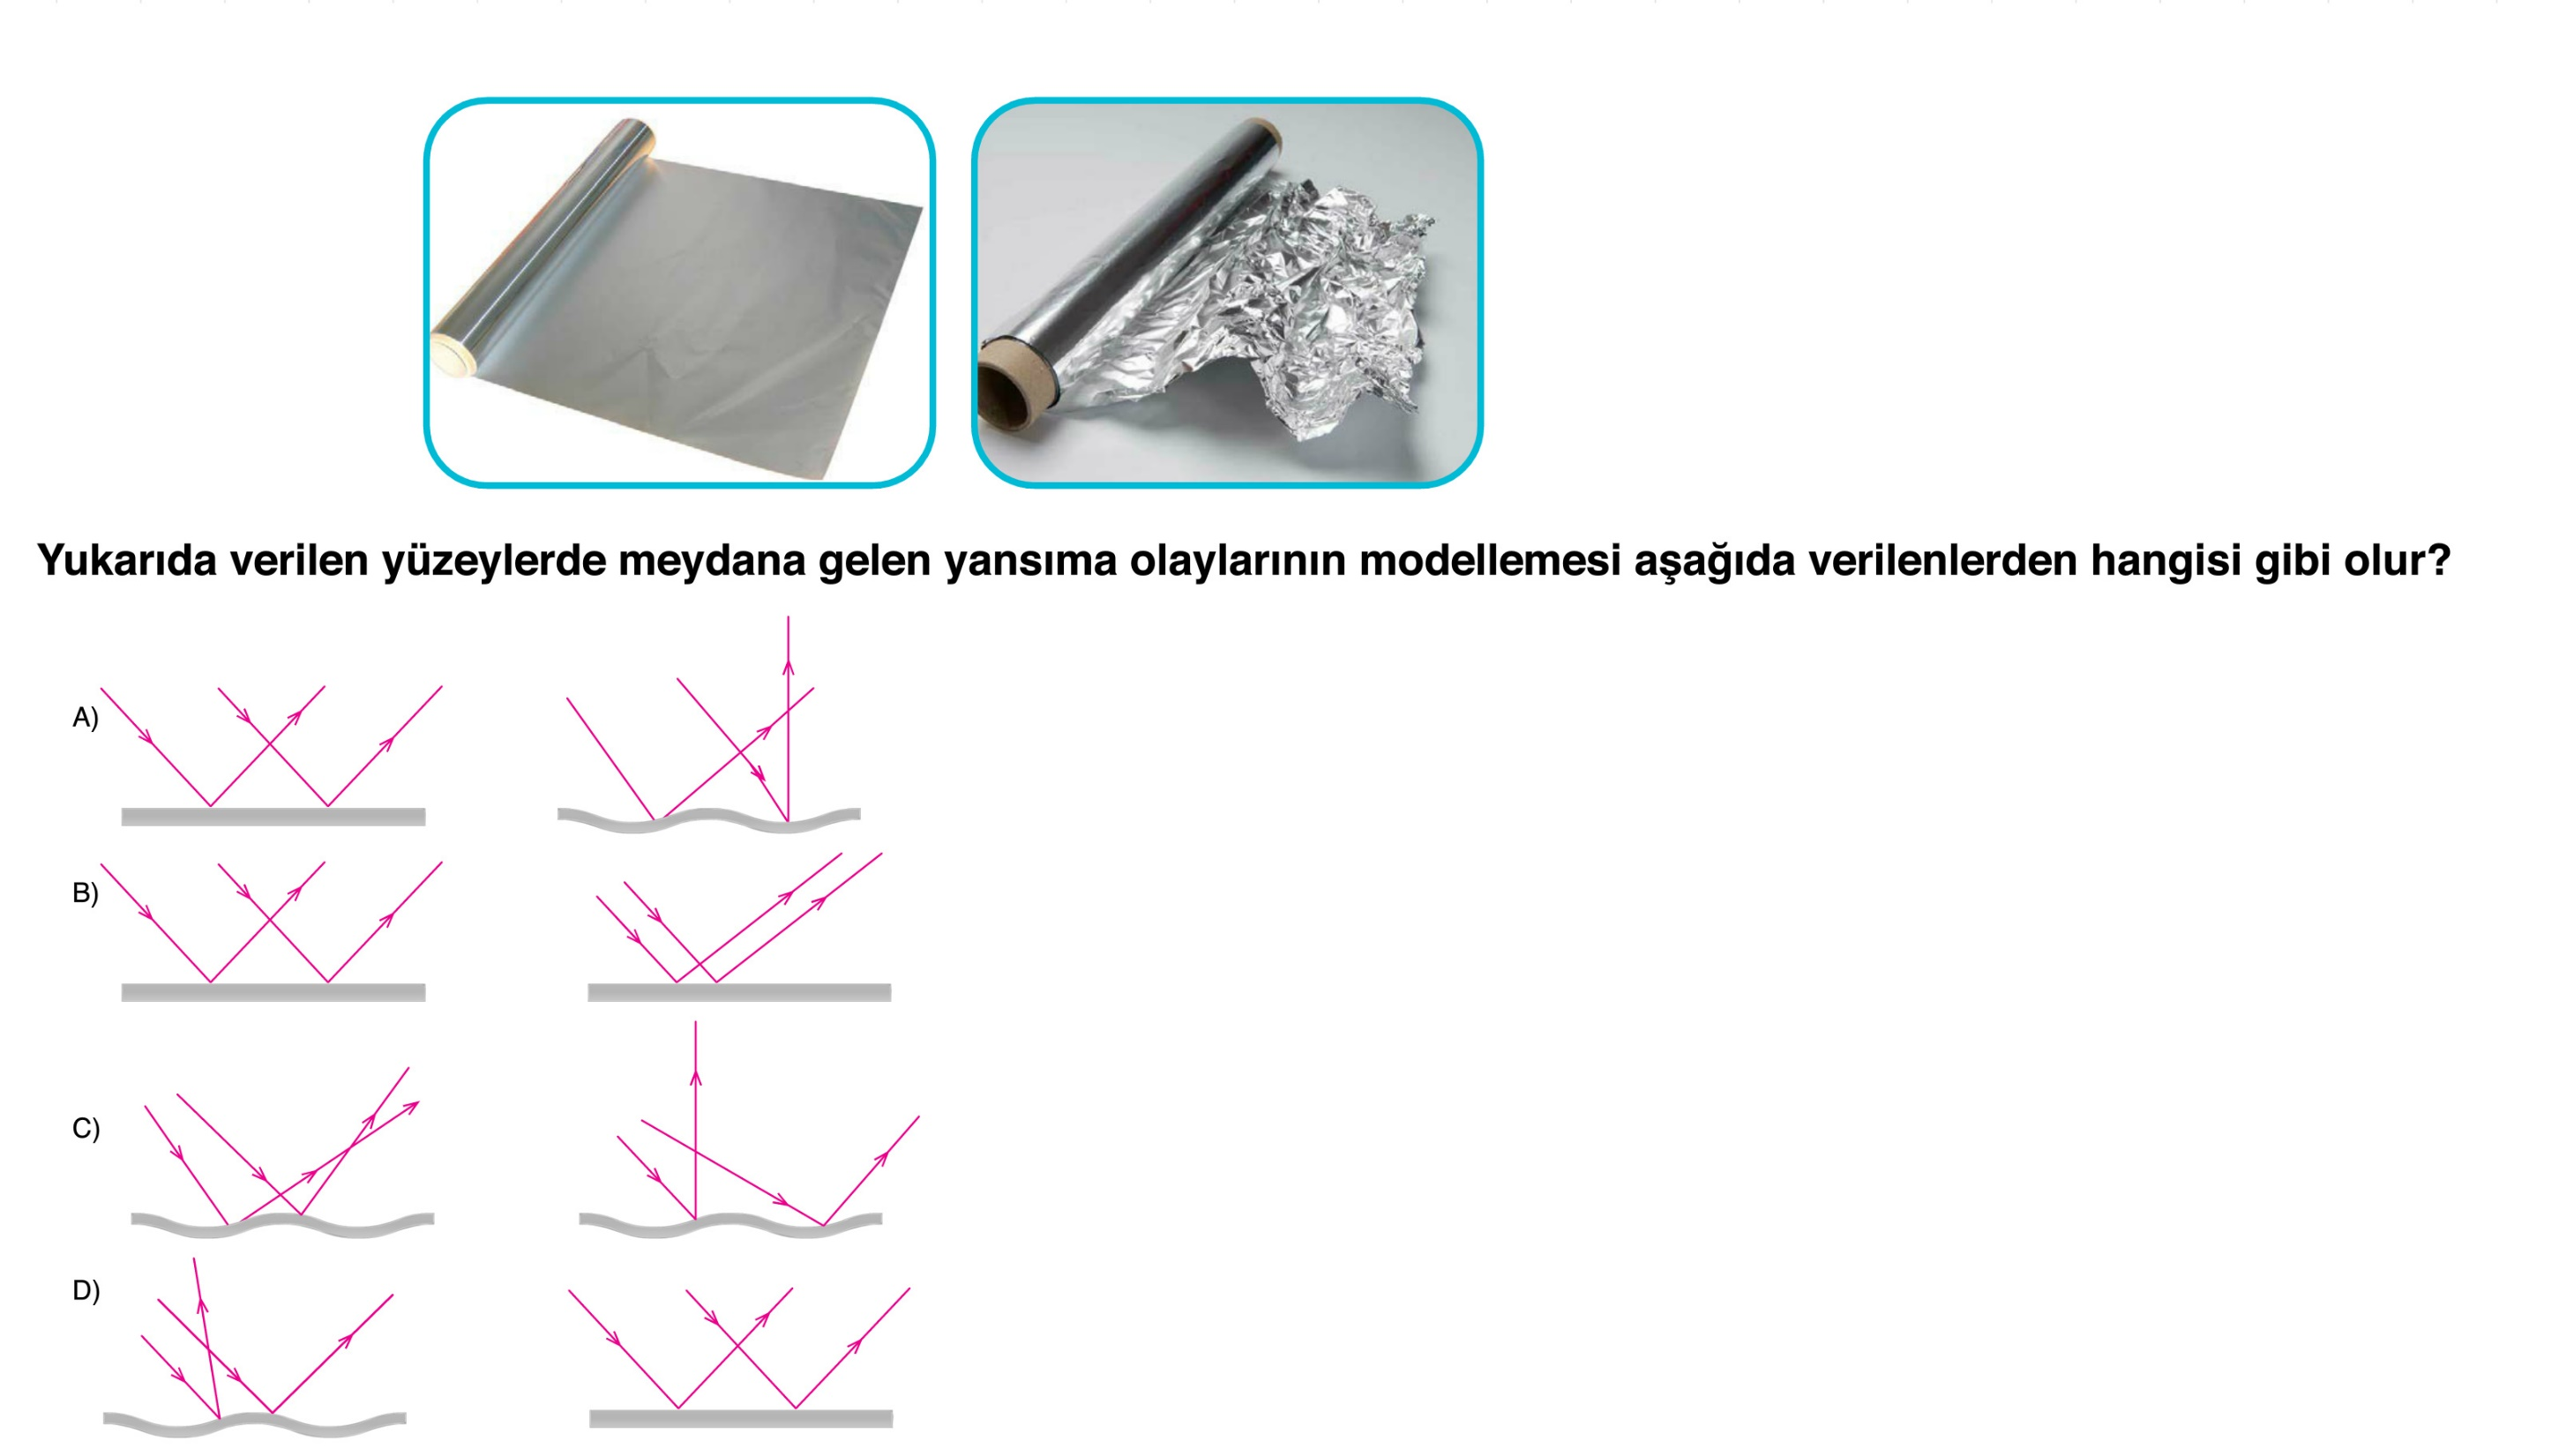 Yukarıda verilen yüzeylerde meydana gelen yansıma olaylarının modellemesi aşağıda verilenlerden hangisi gibi olur?
A)
B)
C)
D)